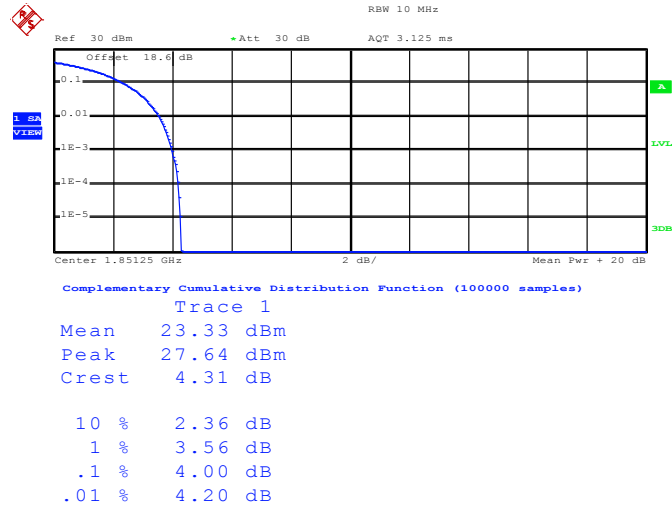 RBW 10 MHz
Ref 30 dBm *Att 30 dB AQT 3.125 ms
Offset 18.6 dB
0.1
A
0.01
1 SA
VIEW
1E-3
LVL
1E-4
1E-5
3DB
Center 1.85125 GHz 2 dB/ Mean Pwr + 20 dB
Complementary Cumulative Distribution Function (100000 samples)
Trace 1
Mean 23.33 dBm
Peak 27.64 dBm
Crest 4.31 dB
10 % 2.36 dB
1 % 3.56 dB
.1 % 4.00 dB
.01 % 4.20 dB